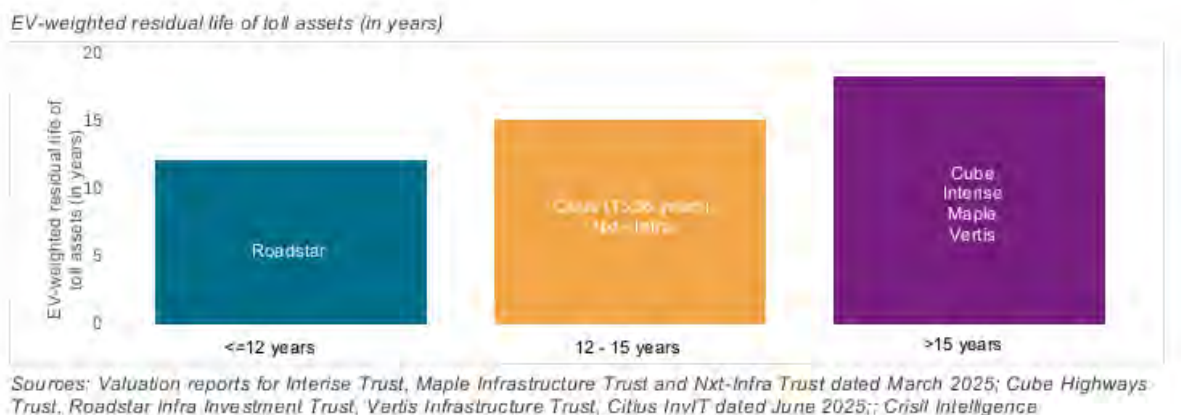 EV-weighted residual life of toll assets (in years)
20
15
10
5
0
EV-weighted residual life of
toll assets (in years)
Roadstar
Nxt-Infra
Cube
Interise
Maple
Vertis
<=12 years
12 - 15 years
>15 years
Sources: Valuation reports for Interise Trust, Maple Infrastructure Trust and Nxt-Infra Trust dated March 2025; Cube Highways
Trust, Roadstar Infra Investment Trust, Vertis Infrastructure Trust, Citius InvIT dated June 2025;; Crisil Intelligence